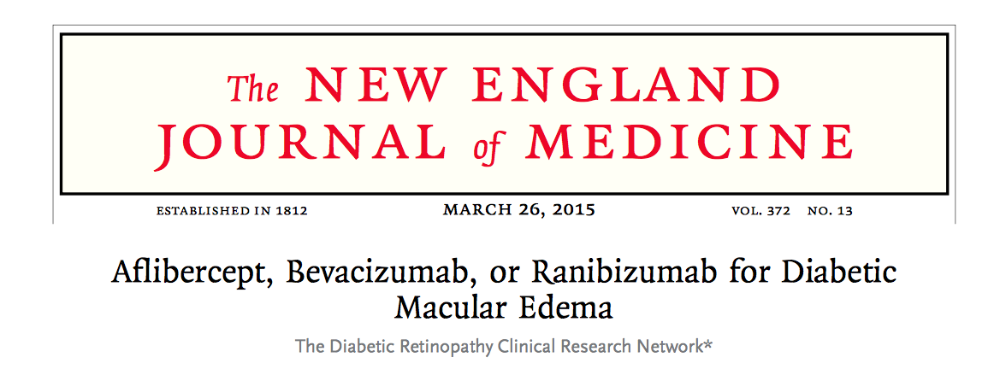 The NEW ENGLAND
JOURNAL of MEDICINE
ESTABLISHED IN 1812 MARCH 26, 2015 VOL. 372 NO. 13
Aflibercept, Bevacizumab, or Ranibizumab for Diabetic
Macular Edema
The Diabetic Retinopathy Clinical Research Network*